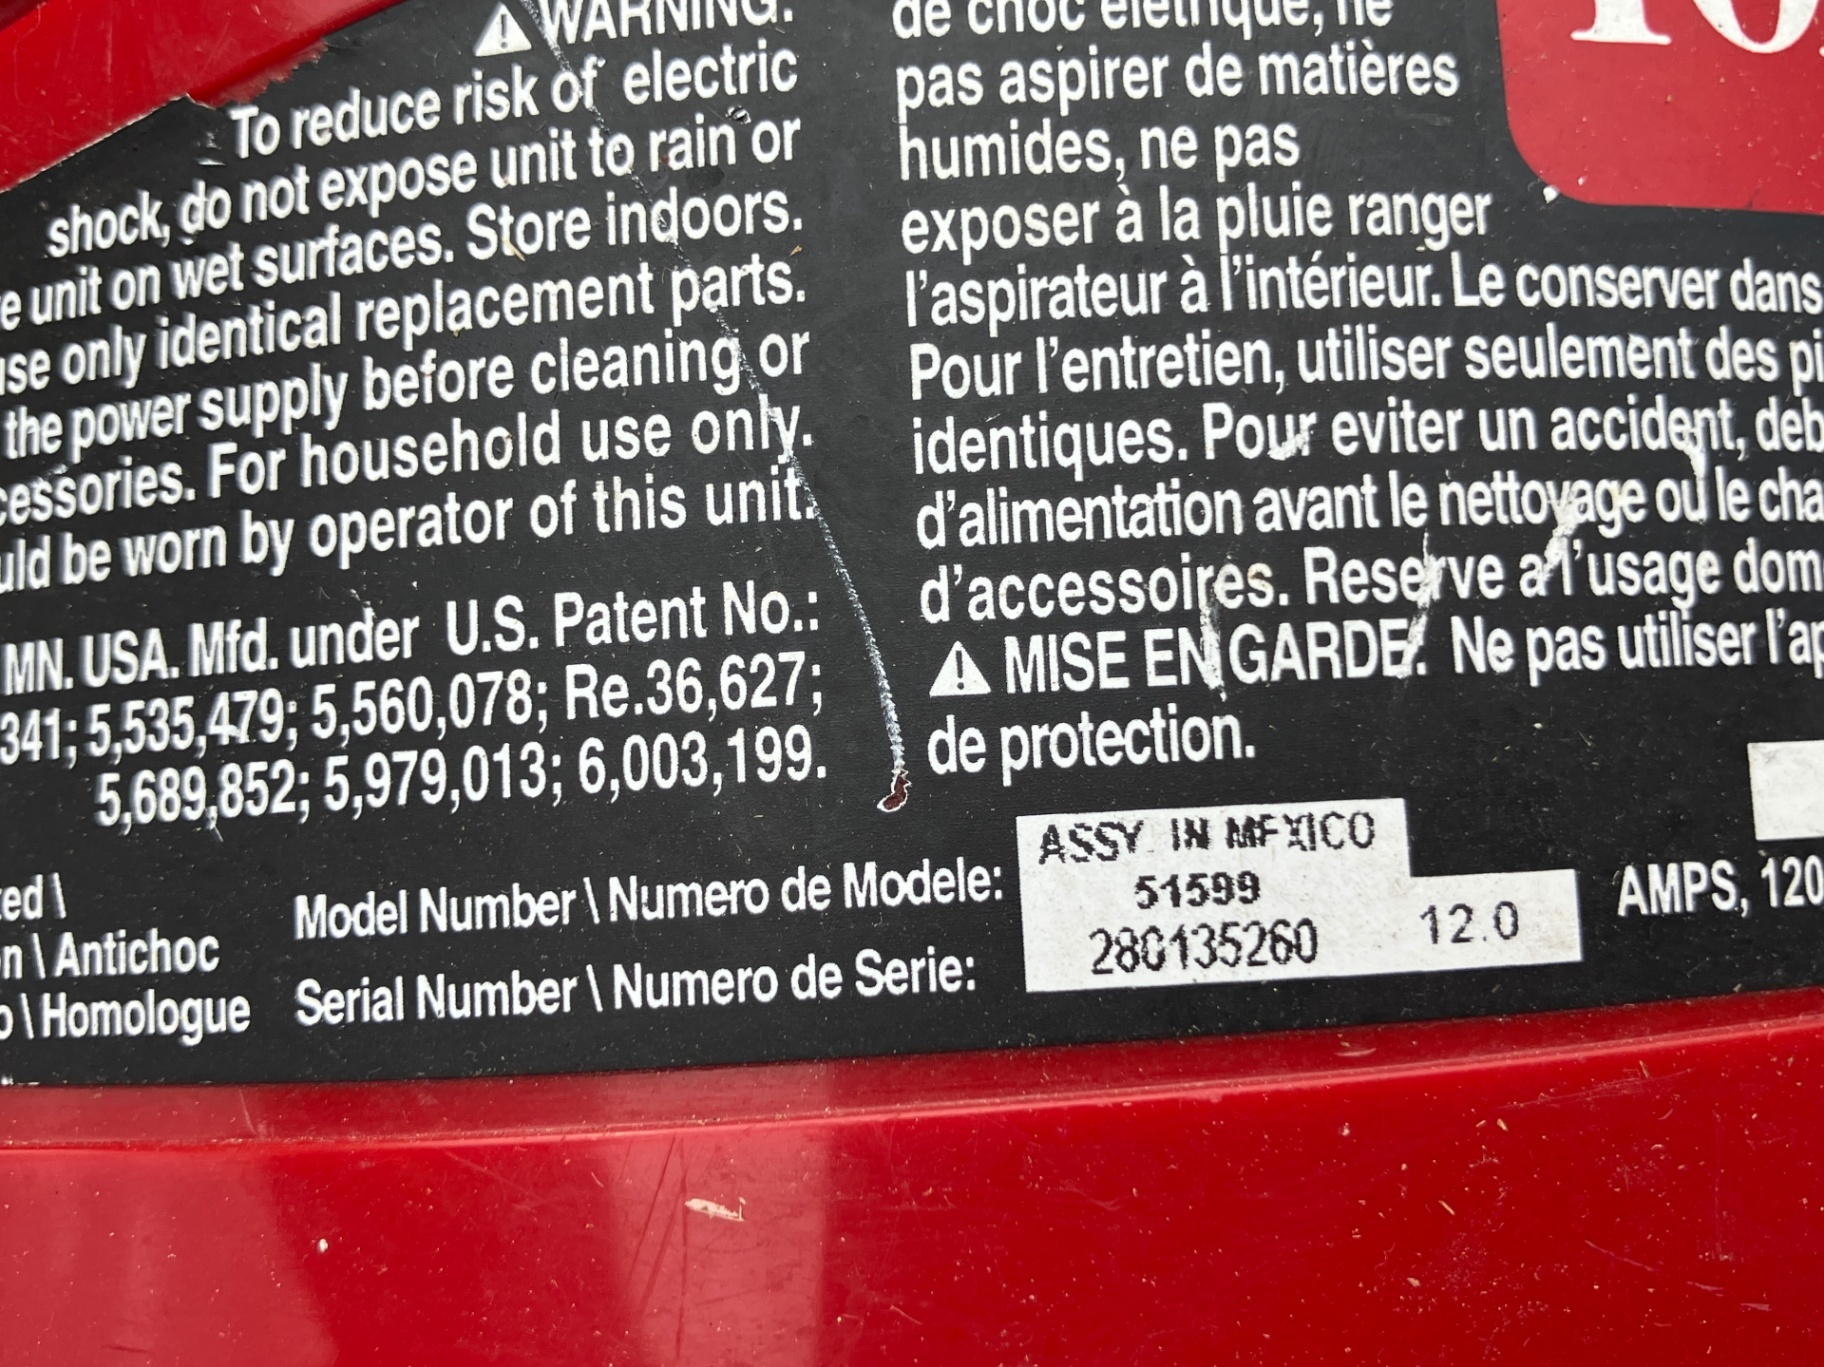 WARNING:
To reduce risk of electric
shock, do not expose unit to rain or
unit on wet surfaces. Store indoors.
only identical replacement parts.
the power supply before cleaning or
cessories. For household use only.
uld be worn by operator of this unit.
MN. USA. Mfd. under U.S. Patent No.:
341; 5,535,479; 5,560,078; Re.36,627;
5,689,852; 5,979,013; 6,003,199.
de choc életrique, ne
pas aspirer de matières
humides, ne pas
exposer à la pluie ranger
l'aspirateur à l'intérieur. Le conserver dans
Pour l'entretien, utiliser seulement des pi
identiques. Pour eviter un accident, deb
d'alimentation avant le nettoyage ou le cha
d'accessoires. Reserve a l'usage dom
MISE EN GARDE: Ne pas utiliser l'ap
de protection.
ASSY IN MEXICO
Model Number \ Numero de Modele: 51599
Serial Number \ Numero de Serie: 280135260
12.0 AMPS, 120
ted \
n \ Antichoc
o \ Homologue